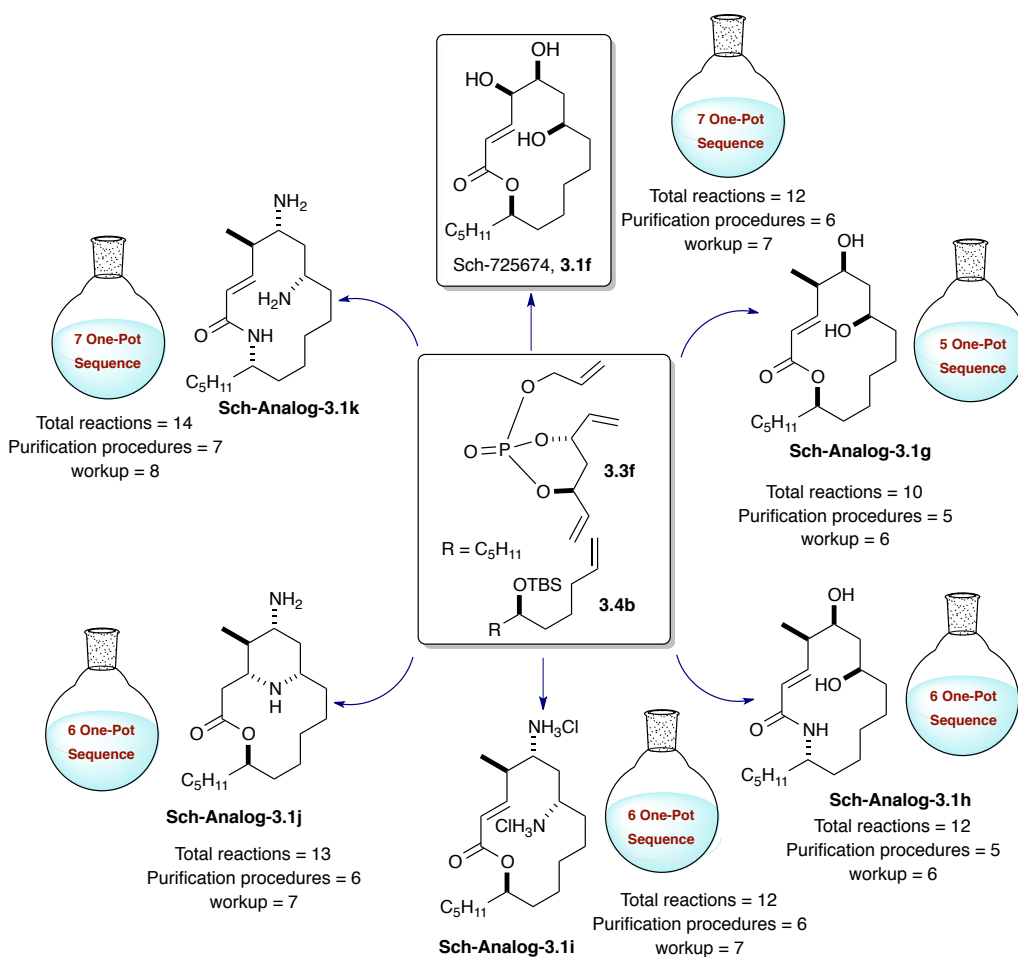 OH
HO
HO
O
O
C5H11
Sch-725674, 3.1f
7 One-Pot
Sequence
Total reactions = 12
Purification procedures = 6
workup = 7
NH2
H2N
O
NH
C5H11
Sch-Analog-3.1k
7 One-Pot
Sequence
Total reactions = 14
Purification procedures = 7
workup = 8
OH
HO
O
O
C5H11
Sch-Analog-3.1g
5 One-Pot
Sequence
Total reactions = 10
Purification procedures = 5
workup = 6
O
O
P
O
O
3.3f
R = C5H11
OTBS
R
3.4b
NH2
N
H
O
O
C5H11
Sch-Analog-3.1j
6 One-Pot
Sequence
Total reactions = 13
Purification procedures = 6
workup = 7
NH3Cl
ClH3N
O
O
C5H11
Sch-Analog-3.1i
6 One-Pot
Sequence
Total reactions = 12
Purification procedures = 6
workup = 7
OH
HO
O
NH
C5H11
Sch-Analog-3.1h
6 One-Pot
Sequence
Total reactions = 12
Purification procedures = 5
workup = 6